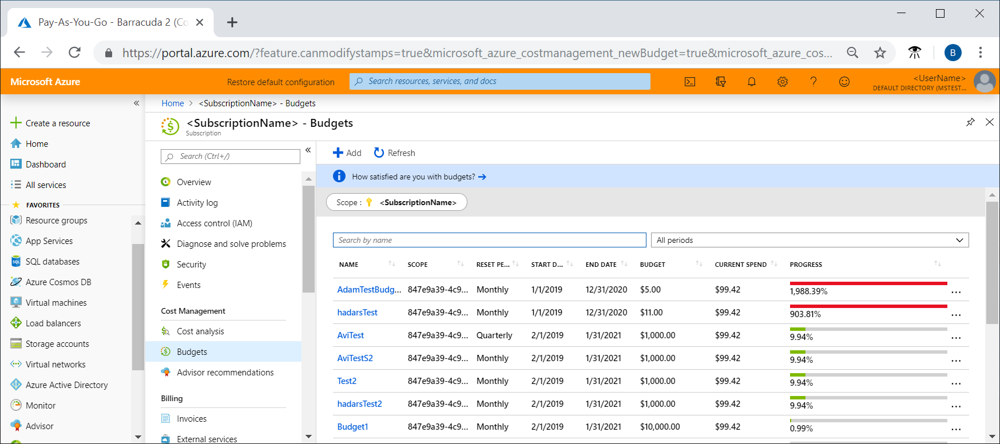 Pay-As-You-Go - Barracuda 2 (Co
https://portal.azure.com/?feature.canmodifystamps=true&microsoft_azure_costmanagement_newBudget=true&microsoft_azure_cos...
B
Microsoft Azure
Restore default configuration
Search resources, services, and docs
<UserName>
DEFAULT DIRECTORY (MSTEST...
Home > <SubscriptionName> - Budgets
<SubscriptionName> - Budgets
Subscription
Create a resource
Home
Dashboard
All services
FAVORITES
Resource groups
App Services
SQL databases
Azure Cosmos DB
Virtual machines
Load balancers
Storage accounts
Virtual networks
Azure Active Directory
Monitor
Advisor
Search (Ctrl+/)
Overview
Activity log
Access control (IAM)
Diagnose and solve problems
Security
Events
Cost Management
Cost analysis
Budgets
Advisor recommendations
Billing
Invoices
External services
Add Refresh
How satisfied are you with budgets?
Scope : <SubscriptionName>
Search by name
All periods
NAME SCOPE RESET PE... START D... END DATE BUDGET CURRENT SPEND PROGRESS
AdamTestBudg... 847e9a39-4c9... Monthly 1/1/2019 12/31/2020 $5.00 $99.42 1,988.39% ...
hadarsTest 847e9a39-4c9... Monthly 1/1/2019 12/31/2020 $11.00 $99.42 903.81% ...
AviTest 847e9a39-4c9... Quarterly 2/1/2019 1/31/2021 $1,000.00 $99.42 9.94% ...
AviTestS2 847e9a39-4c9... Monthly 2/1/2019 1/31/2021 $1,000.00 $99.42 9.94% ...
Test2 847e9a39-4c9... Monthly 2/1/2019 1/31/2021 $1,000.00 $99.42 9.94% ...
hadarsTest2 847e9a39-4c9... Monthly 2/1/2019 1/31/2021 $1,000.00 $99.42 9.94% ...
Budget1 847e9a39-4c9... Monthly 2/1/2019 1/31/2021 $10,000.00 $99.42 0.99% ...